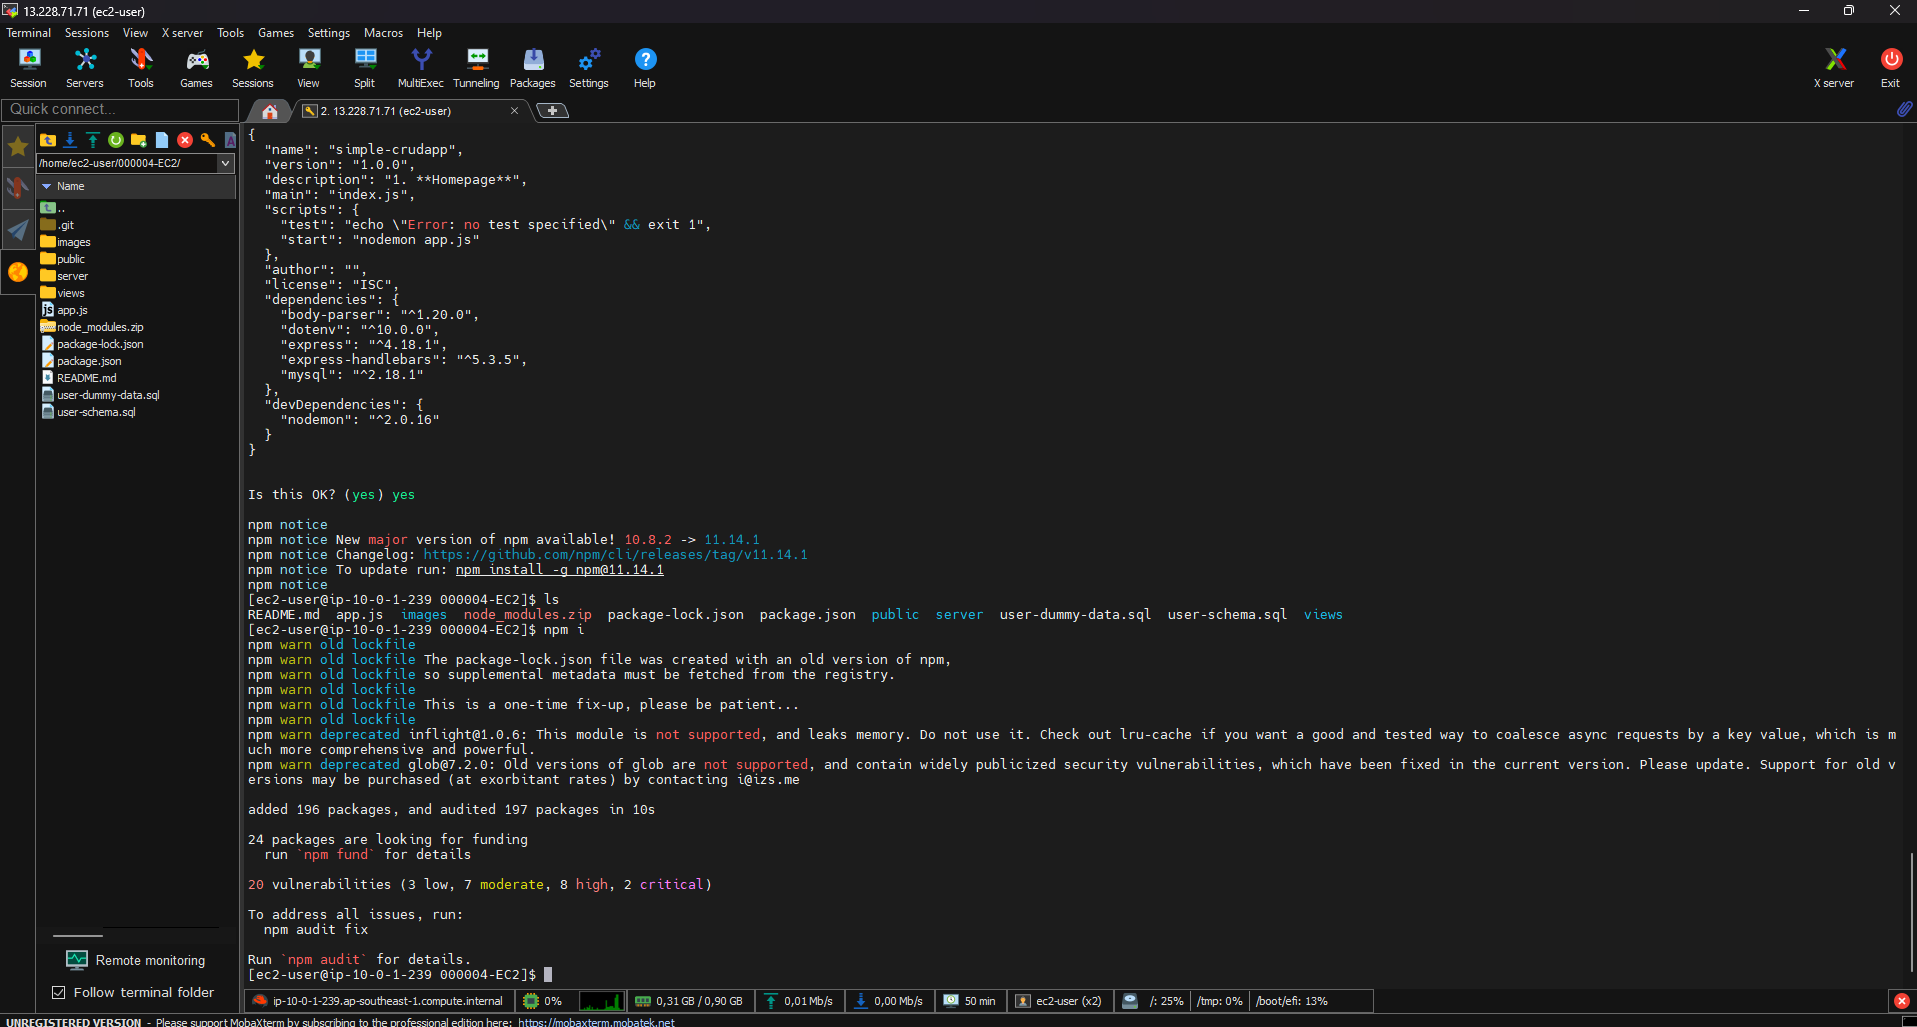 13.228.71.71 (ec2-user)
Terminal Sessions View X server Tools Games Settings Macros Help
Session Servers Tools Games Sessions View Split MultiExec Tunneling Packages Settings Help X server Exit
Quick connect...
2. 13.228.71.71 (ec2-user)
/home/ec2-user/000004-EC2/
Name
..
.git
images
public
server
views
app.js
node_modules.zip
package-lock.json
package.json
README.md
user-dummy-data.sql
user-schema.sql
Remote monitoring
Follow terminal folder
{
  "name": "simple-crudapp",
  "version": "1.0.0",
  "description": "1. **Homepage**",
  "main": "index.js",
  "scripts": {
    "test": "echo \"Error: no test specified\" && exit 1",
    "start": "nodemon app.js"
  },
  "author": "",
  "license": "ISC",
  "dependencies": {
    "body-parser": "^1.20.0",
    "dotenv": "^10.0.0",
    "express": "^4.18.1",
    "express-handlebars": "^5.3.5",
    "mysql": "^2.18.1"
  },
  "devDependencies": {
    "nodemon": "^2.0.16"
  }
}
Is this OK? (yes) yes
npm notice
npm notice New major version of npm available! 10.8.2 -> 11.14.1
npm notice Changelog: https://github.com/npm/cli/releases/tag/v11.14.1
npm notice To update run: npm install -g npm@11.14.1
npm notice
[ec2-user@ip-10-0-1-239 000004-EC2]$ ls
README.md  app.js  images  node_modules.zip  package-lock.json  package.json  public  server  user-dummy-data.sql  user-schema.sql  views
[ec2-user@ip-10-0-1-239 000004-EC2]$ npm i
npm warn old lockfile
npm warn old lockfile The package-lock.json file was created with an old version of npm,
npm warn old lockfile so supplemental metadata must be fetched from the registry.
npm warn old lockfile
npm warn old lockfile This is a one-time fix-up, please be patient...
npm warn old lockfile
npm warn deprecated inflight@1.0.6: This module is not supported, and leaks memory. Do not use it. Check out lru-cache if you want a good and tested way to coalesce async requests by a key value, which is m
uch more comprehensive and powerful.
npm warn deprecated glob@7.2.0: Old versions of glob are not supported, and contain widely publicized security vulnerabilities, which have been fixed in the current version. Please update. Support for old v
ersions may be purchased (at exorbitant rates) by contacting i@izs.me
added 196 packages, and audited 197 packages in 10s
24 packages are looking for funding
  run `npm fund` for details
20 vulnerabilities (3 low, 7 moderate, 8 high, 2 critical)
To address all issues, run:
  npm audit fix
Run `npm audit` for details.
[ec2-user@ip-10-0-1-239 000004-EC2]$
ip-10-0-1-239.ap-southeast-1.compute.internal 0% 0,31 GB / 0,90 GB 0,01 Mb/s 0,00 Mb/s 50 min ec2-user (x2) /: 25% /tmp: 0% /boot/efi: 13%
UNREGISTERED VERSION - Please support MobaXterm by subscribing to the professional edition here: https://mobaxterm.mobatek.net